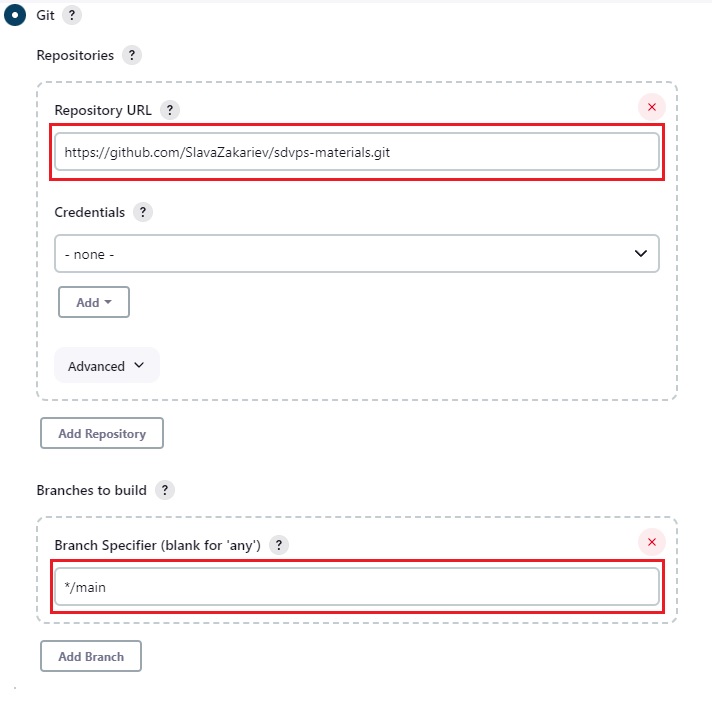 Git ?
Repositories ?
Repository URL ?
https://github.com/SlavaZakariev/sdvps-materials.git
Credentials ?
- none -
Add
Advanced
Add Repository
Branches to build ?
Branch Specifier (blank for 'any') ?
*/main
Add Branch